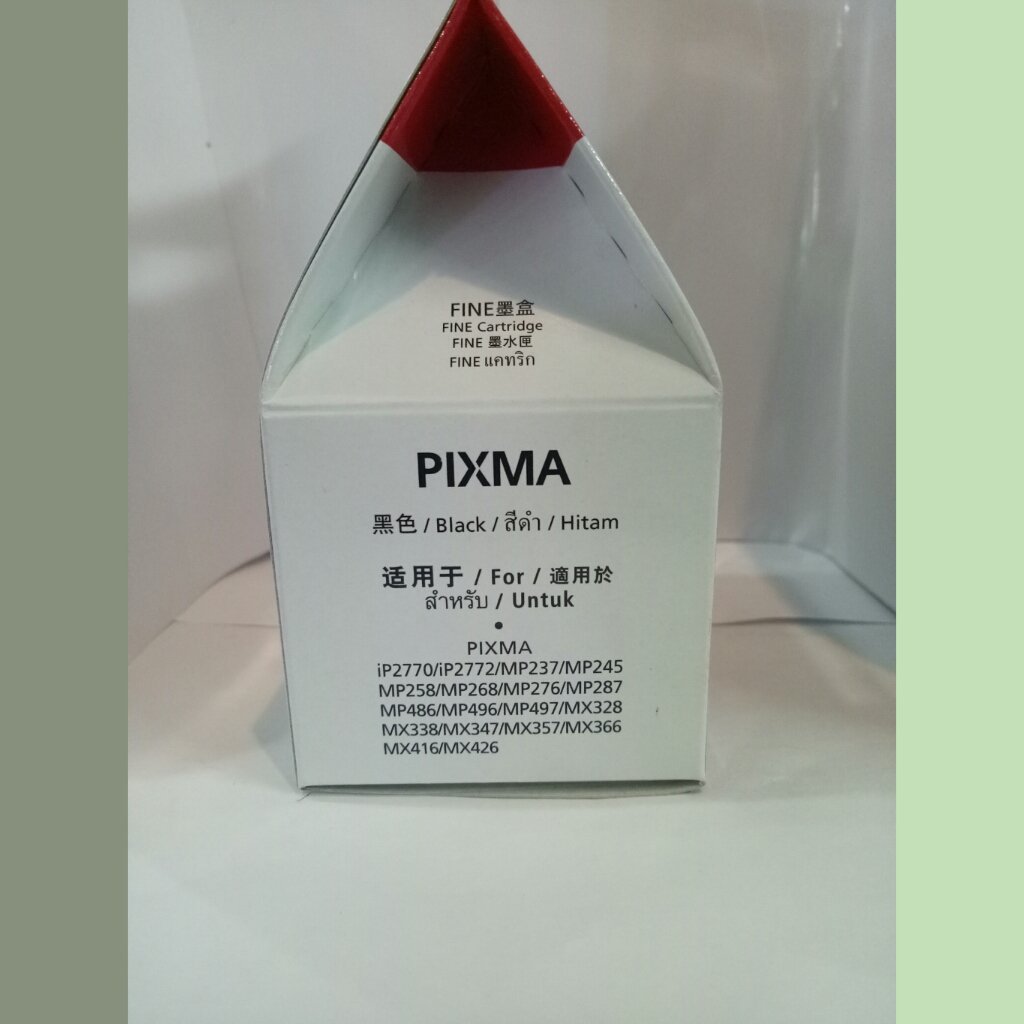 FINE墨盒
FINE Cartridge
FINE 墨水匣
FINE แคทริก
PIXMA
黑色 / Black / สีดำ / Hitam
适用于 / For / 適用於
สำหรับ / Untuk
•
PIXMA
iP2770/iP2772/MP237/MP245
MP258/MP268/MP276/MP287
MP486/MP496/MP497/MX328
MX338/MX347/MX357/MX366
MX416/MX426